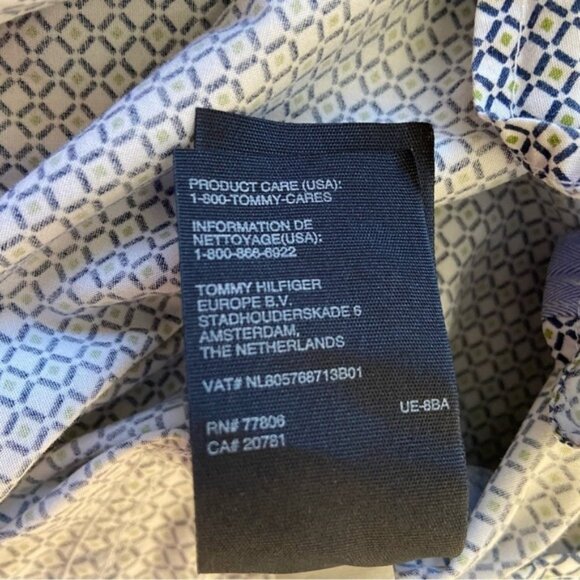 PRODUCT CARE (USA):
1-800-TOMMY-CARES
INFORMATION DE
NETTOYAGE(USA):
1-800-866-6922
TOMMY HILFIGER
EUROPE B.V.
STADHOUDERSKADE 6
AMSTERDAM,
THE NETHERLANDS
VAT# NL805768713B01
UE-8BA
RN# 77806
CA# 20781